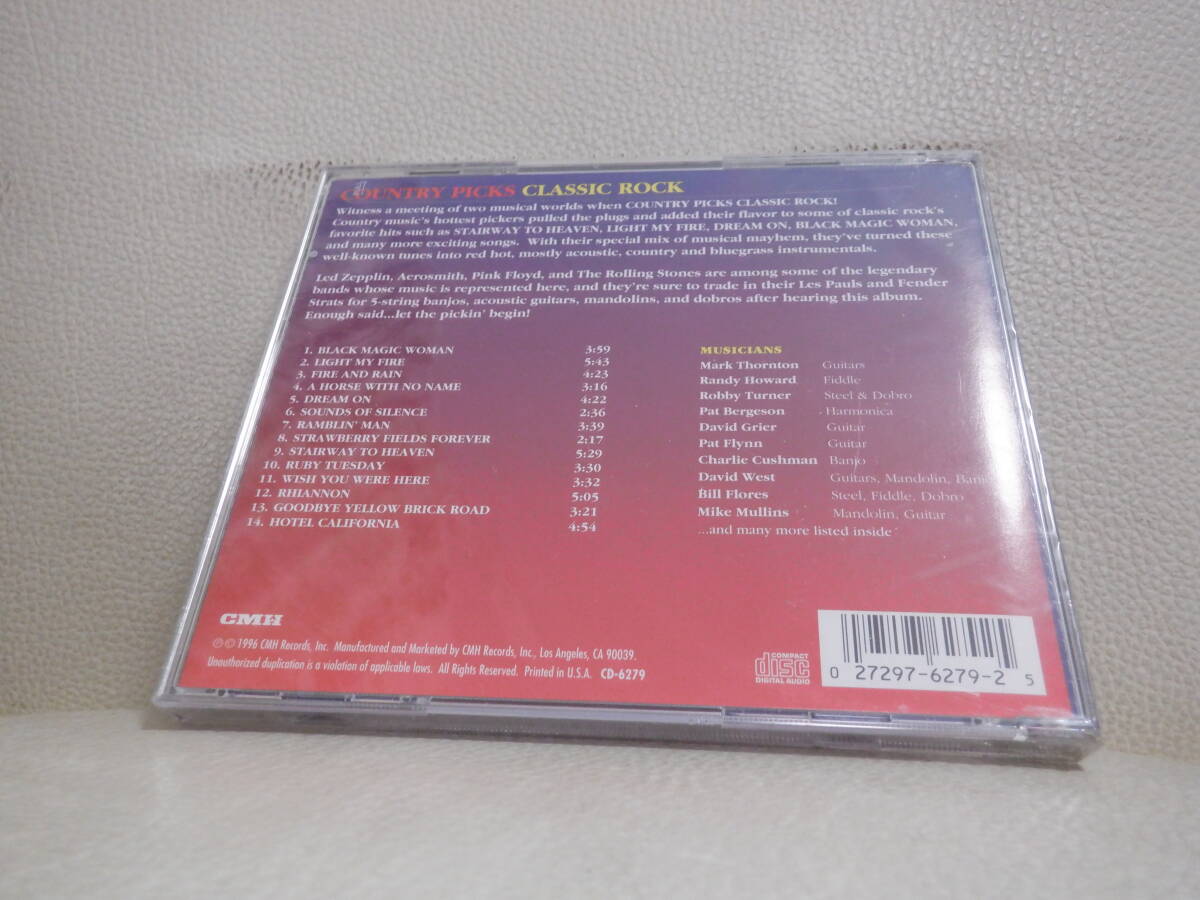 COUNTRY PICKS CLASSIC ROCK
Witness a meeting of two musical worlds when COUNTRY PICKS CLASSIC ROCK!
Country music's hottest pickers pulled the plugs and added their flavor to some of classic rock's
favorite hits such as STAIRWAY TO HEAVEN, LIGHT MY FIRE, DREAM ON, BLACK MAGIC WOMAN,
and many more exciting songs. With their special mix of musical mayhem, they've turned these
well-known tunes into red hot, mostly acoustic, country and bluegrass instrumentals.
Led Zepplin, Aerosmith, Pink Floyd, and The Rolling Stones are among some of the legendary
bands whose music is represented here, and they're sure to trade in their Les Pauls and Fender
Strats for 5-string banjos, acoustic guitars, mandolins, and dobros after hearing this album.
Enough said...let the pickin' begin!
1. BLACK MAGIC WOMAN 3:59
2. LIGHT MY FIRE 5:43
3. FIRE AND RAIN 4:23
4. A HORSE WITH NO NAME 3:16
5. DREAM ON 4:22
6. SOUNDS OF SILENCE 2:36
7. RAMBLIN' MAN 3:39
8. STRAWBERRY FIELDS FOREVER 2:17
9. STAIRWAY TO HEAVEN 5:29
10. RUBY TUESDAY 3:30
11. WISH YOU WERE HERE 3:32
12. RHIANNON 5:05
13. GOODBYE YELLOW BRICK ROAD 3:21
14. HOTEL CALIFORNIA 4:54
MUSICIANS
Mark Thornton Guitars
Randy Howard Fiddle
Robby Turner Steel & Dobro
Pat Bergeson Harmonica
David Grier Guitar
Pat Flynn Guitar
Charlie Cushman Banjo
David West Guitars, Mandolin, Banjo
Bill Flores Steel, Fiddle, Dobro
Mike Mullins Mandolin, Guitar
...and many more listed inside
CMH
℗ © 1996 CMH Records, Inc. Manufactured and Marketed by CMH Records, Inc., Los Angeles, CA 90039.
Unauthorized duplication is a violation of applicable laws. All Rights Reserved. Printed in U.S.A. CD-6279
COMPACT
disc
DIGITAL AUDIO
0 27297-6279-2 5